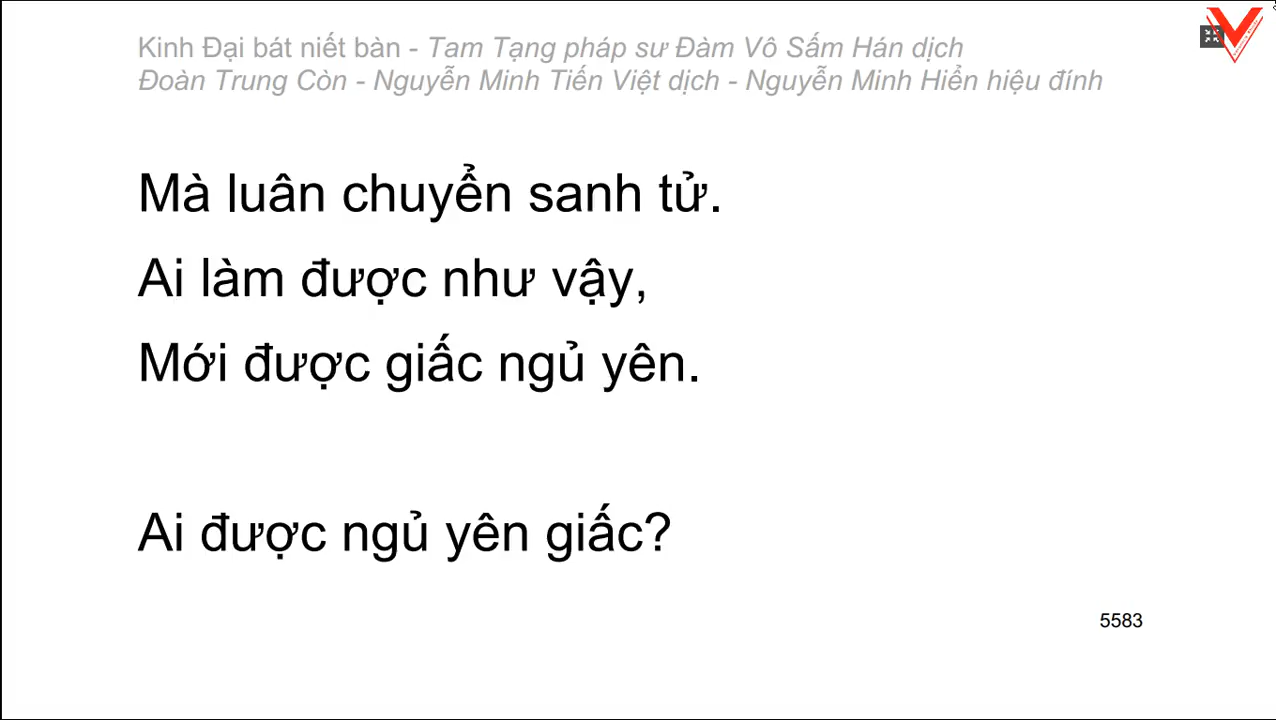 Kinh Đại bát niết bàn - Tam Tạng pháp sư Đàm Vô Sấm Hán dịch
Đoàn Trung Còn - Nguyễn Minh Tiến Việt dịch - Nguyễn Minh Hiển hiệu đính
Mà luân chuyển sanh tử.
Ai làm được như vậy,
Mới được giấc ngủ yên.
Ai được ngủ yên giấc?
5583